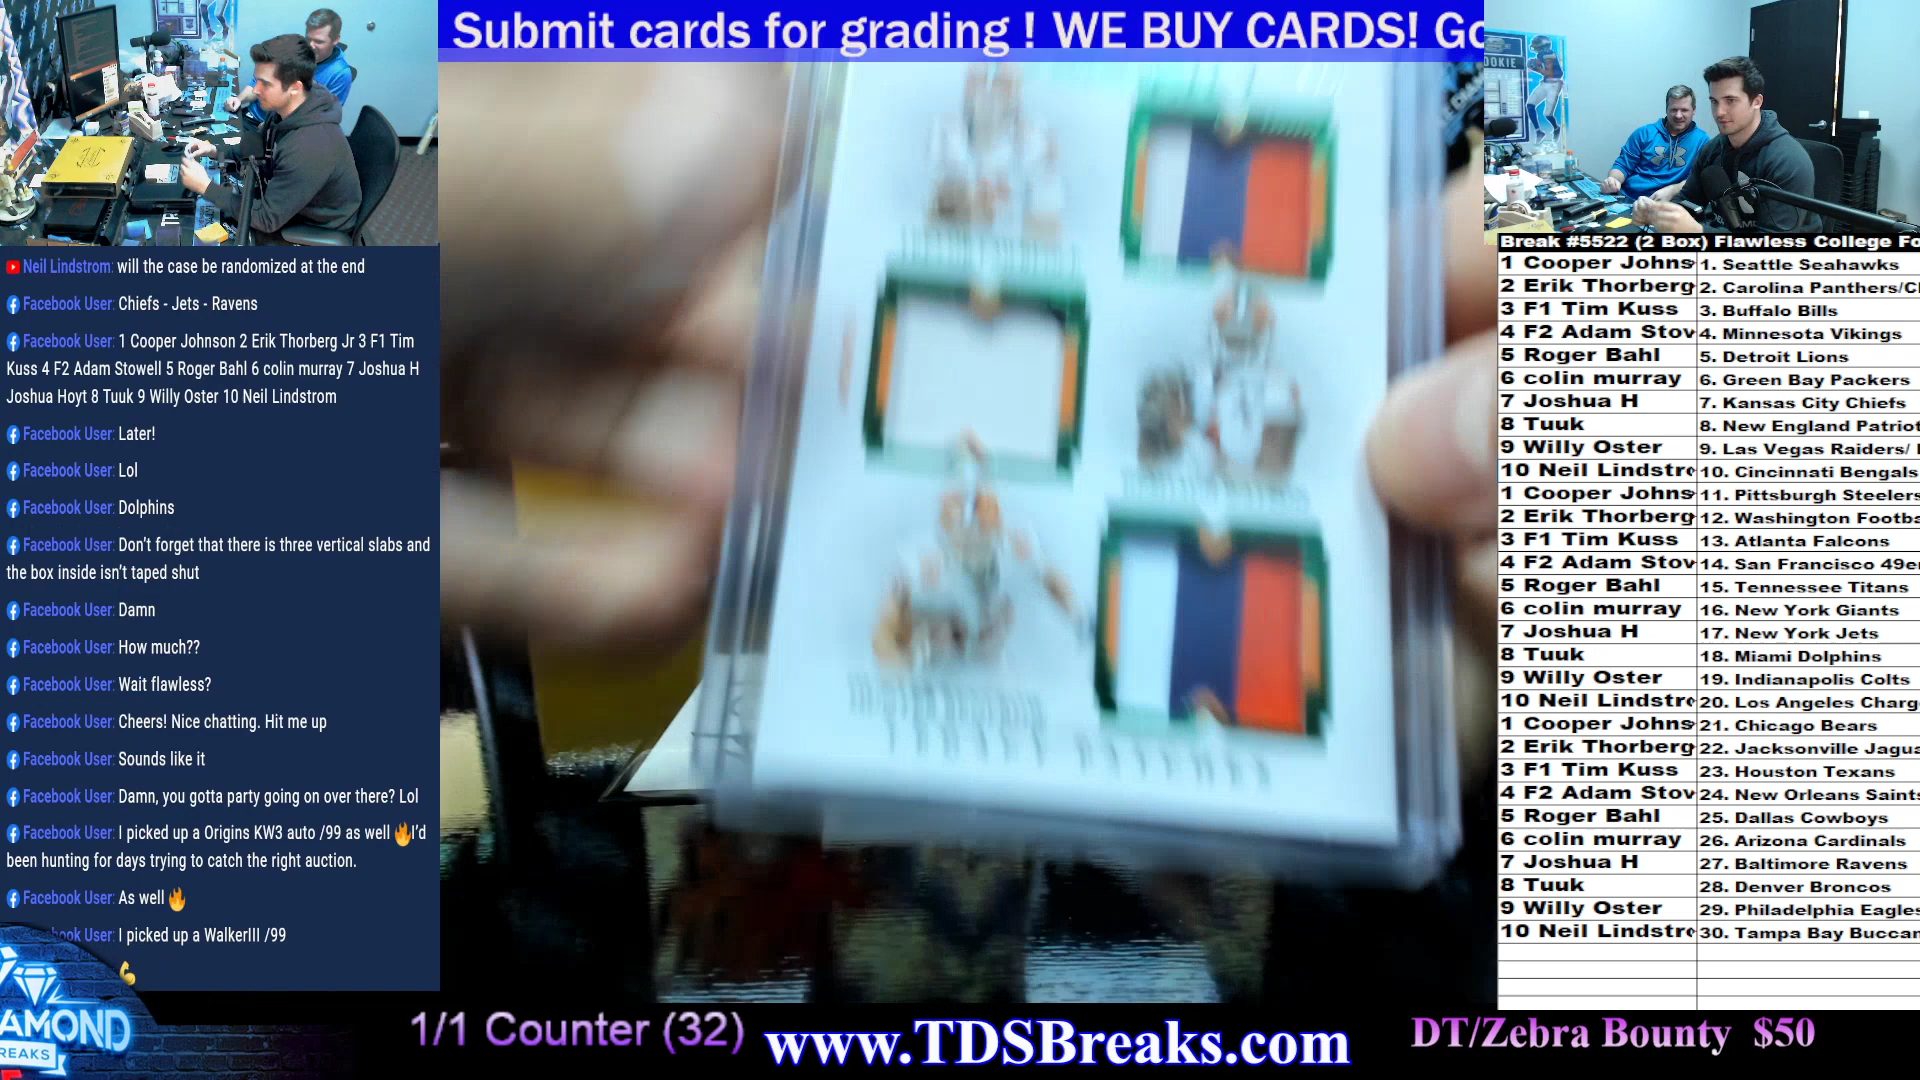 Submit cards for grading ! WE BUY CARDS! Go
Neil Lindstrom: will the case be randomized at the end
Facebook User: Chiefs - Jets - Ravens
Facebook User: 1 Cooper Johnson 2 Erik Thorberg Jr 3 F1 Tim
Kuss 4 F2 Adam Stowell 5 Roger Bahl 6 colin murray 7 Joshua H
Joshua Hoyt 8 Tuuk 9 Willy Oster 10 Neil Lindstrom
Facebook User: Later!
Facebook User: Lol
Facebook User: Dolphins
Facebook User: Don't forget that there is three vertical slabs and
the box inside isn't taped shut
Facebook User: Damn
Facebook User: How much??
Facebook User: Wait flawless?
Facebook User: Cheers! Nice chatting. Hit me up
Facebook User: Sounds like it
Facebook User: Damn, you gotta party going on over there? Lol
Facebook User: I picked up a Origins KW3 auto /99 as well 🔥I'd
been hunting for days trying to catch the right auction.
Facebook User: As well 🔥
ook User: I picked up a WalkerIII /99
💪
AMOND
REAKS
OOKIE
Break #5522 (2 Box) Flawless College Fo
1 Cooper Johns 1. Seattle Seahawks
2 Erik Thorberg 2. Carolina Panthers/Cl
3 F1 Tim Kuss 3. Buffalo Bills
4 F2 Adam Stov 4. Minnesota Vikings
5 Roger Bahl 5. Detroit Lions
6 colin murray 6. Green Bay Packers
7 Joshua H 7. Kansas City Chiefs
8 Tuuk 8. New England Patriot
9 Willy Oster 9. Las Vegas Raiders/
10 Neil Lindstr 10. Cincinnati Bengals
1 Cooper Johns 11. Pittsburgh Steelers
2 Erik Thorberg 12. Washington Footba
3 F1 Tim Kuss 13. Atlanta Falcons
4 F2 Adam Stov 14. San Francisco 49e
5 Roger Bahl 15. Tennessee Titans
6 colin murray 16. New York Giants
7 Joshua H 17. New York Jets
8 Tuuk 18. Miami Dolphins
9 Willy Oster 19. Indianapolis Colts
10 Neil Lindstr 20. Los Angeles Charg
1 Cooper Johns 21. Chicago Bears
2 Erik Thorberg 22. Jacksonville Jagua
3 F1 Tim Kuss 23. Houston Texans
4 F2 Adam Stov 24. New Orleans Saints
5 Roger Bahl 25. Dallas Cowboys
6 colin murray 26. Arizona Cardinals
7 Joshua H 27. Baltimore Ravens
8 Tuuk 28. Denver Broncos
9 Willy Oster 29. Philadelphia Eagles
10 Neil Lindstr 30. Tampa Bay Buccan
1/1 Counter (32)
www.TDSBreaks.com
DT/Zebra Bounty $50